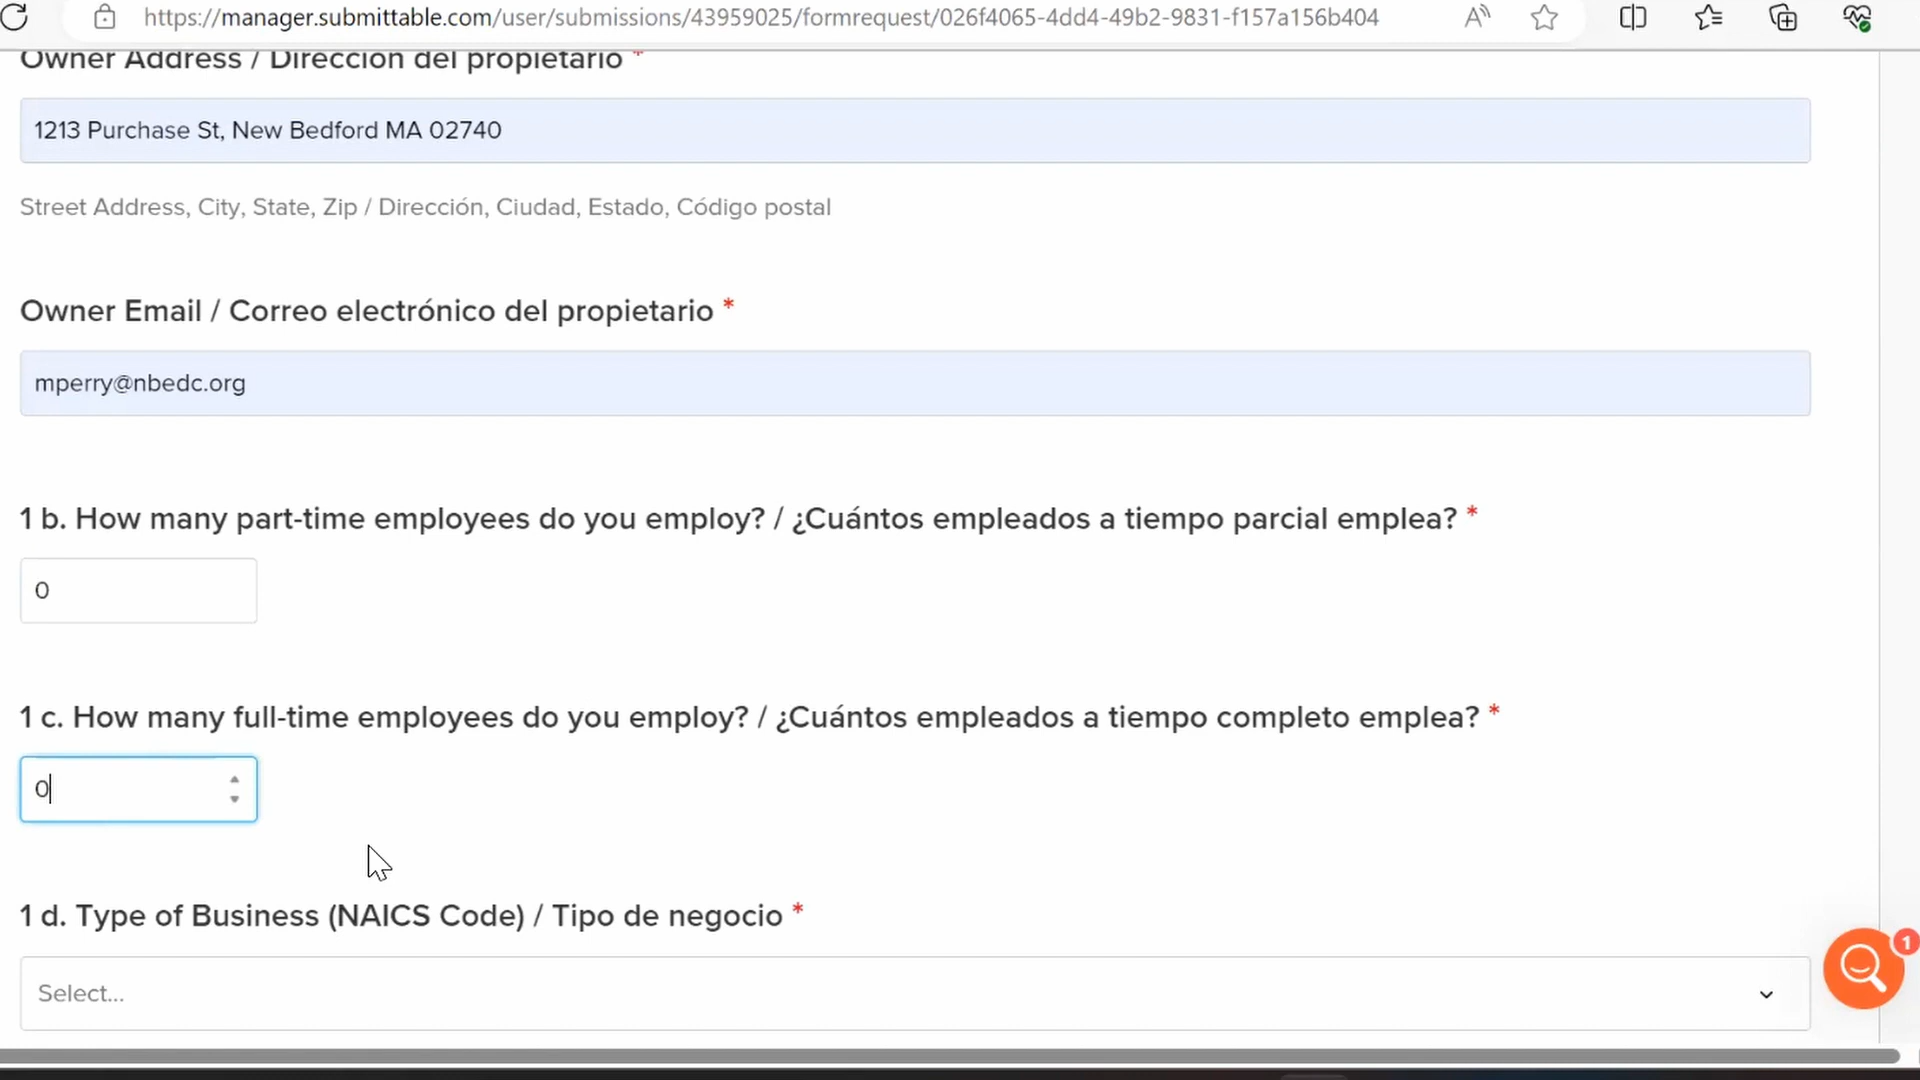 https://manager.submittable.com/user/submissions/43959025/formrequest/026f4065-4dd4-49b2-9831-f157a156b404
Owner Address / Dirección del propietario *
1213 Purchase St, New Bedford MA 02740
Street Address, City, State, Zip / Dirección, Ciudad, Estado, Código postal
Owner Email / Correo electrónico del propietario *
mperry@nbedc.org
1 b. How many part-time employees do you employ? / ¿Cuántos empleados a tiempo parcial emplea? *
0
1 c. How many full-time employees do you employ? / ¿Cuántos empleados a tiempo completo emplea? *
0
1 d. Type of Business (NAICS Code) / Tipo de negocio *
1
Select...